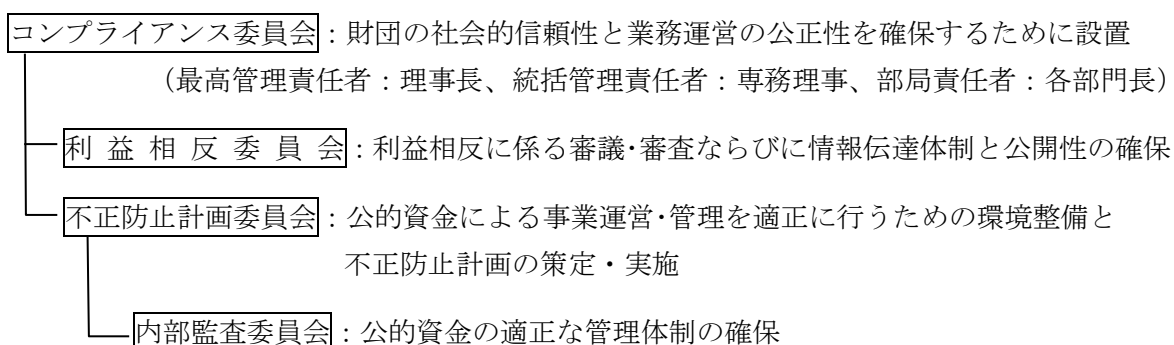 コンプライアンス委員会：財団の社会的信頼性と業務運営の公正性を確保するために設置
（最高管理責任者：理事長、統括管理責任者：専務理事、部局責任者：各部門長）
利 益 相 反 委 員 会：利益相反に係る審議･審査ならびに情報伝達体制と公開性の確保
不正防止計画委員会：公的資金による事業運営･管理を適正に行うための環境整備と
不正防止計画の策定・実施
内部監査委員会：公的資金の適正な管理体制の確保